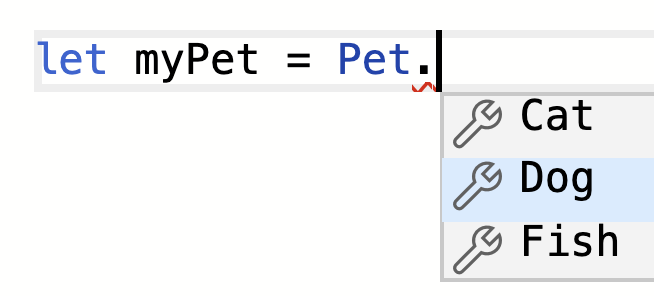 let myPet = Pet.
Cat
Dog
Fish